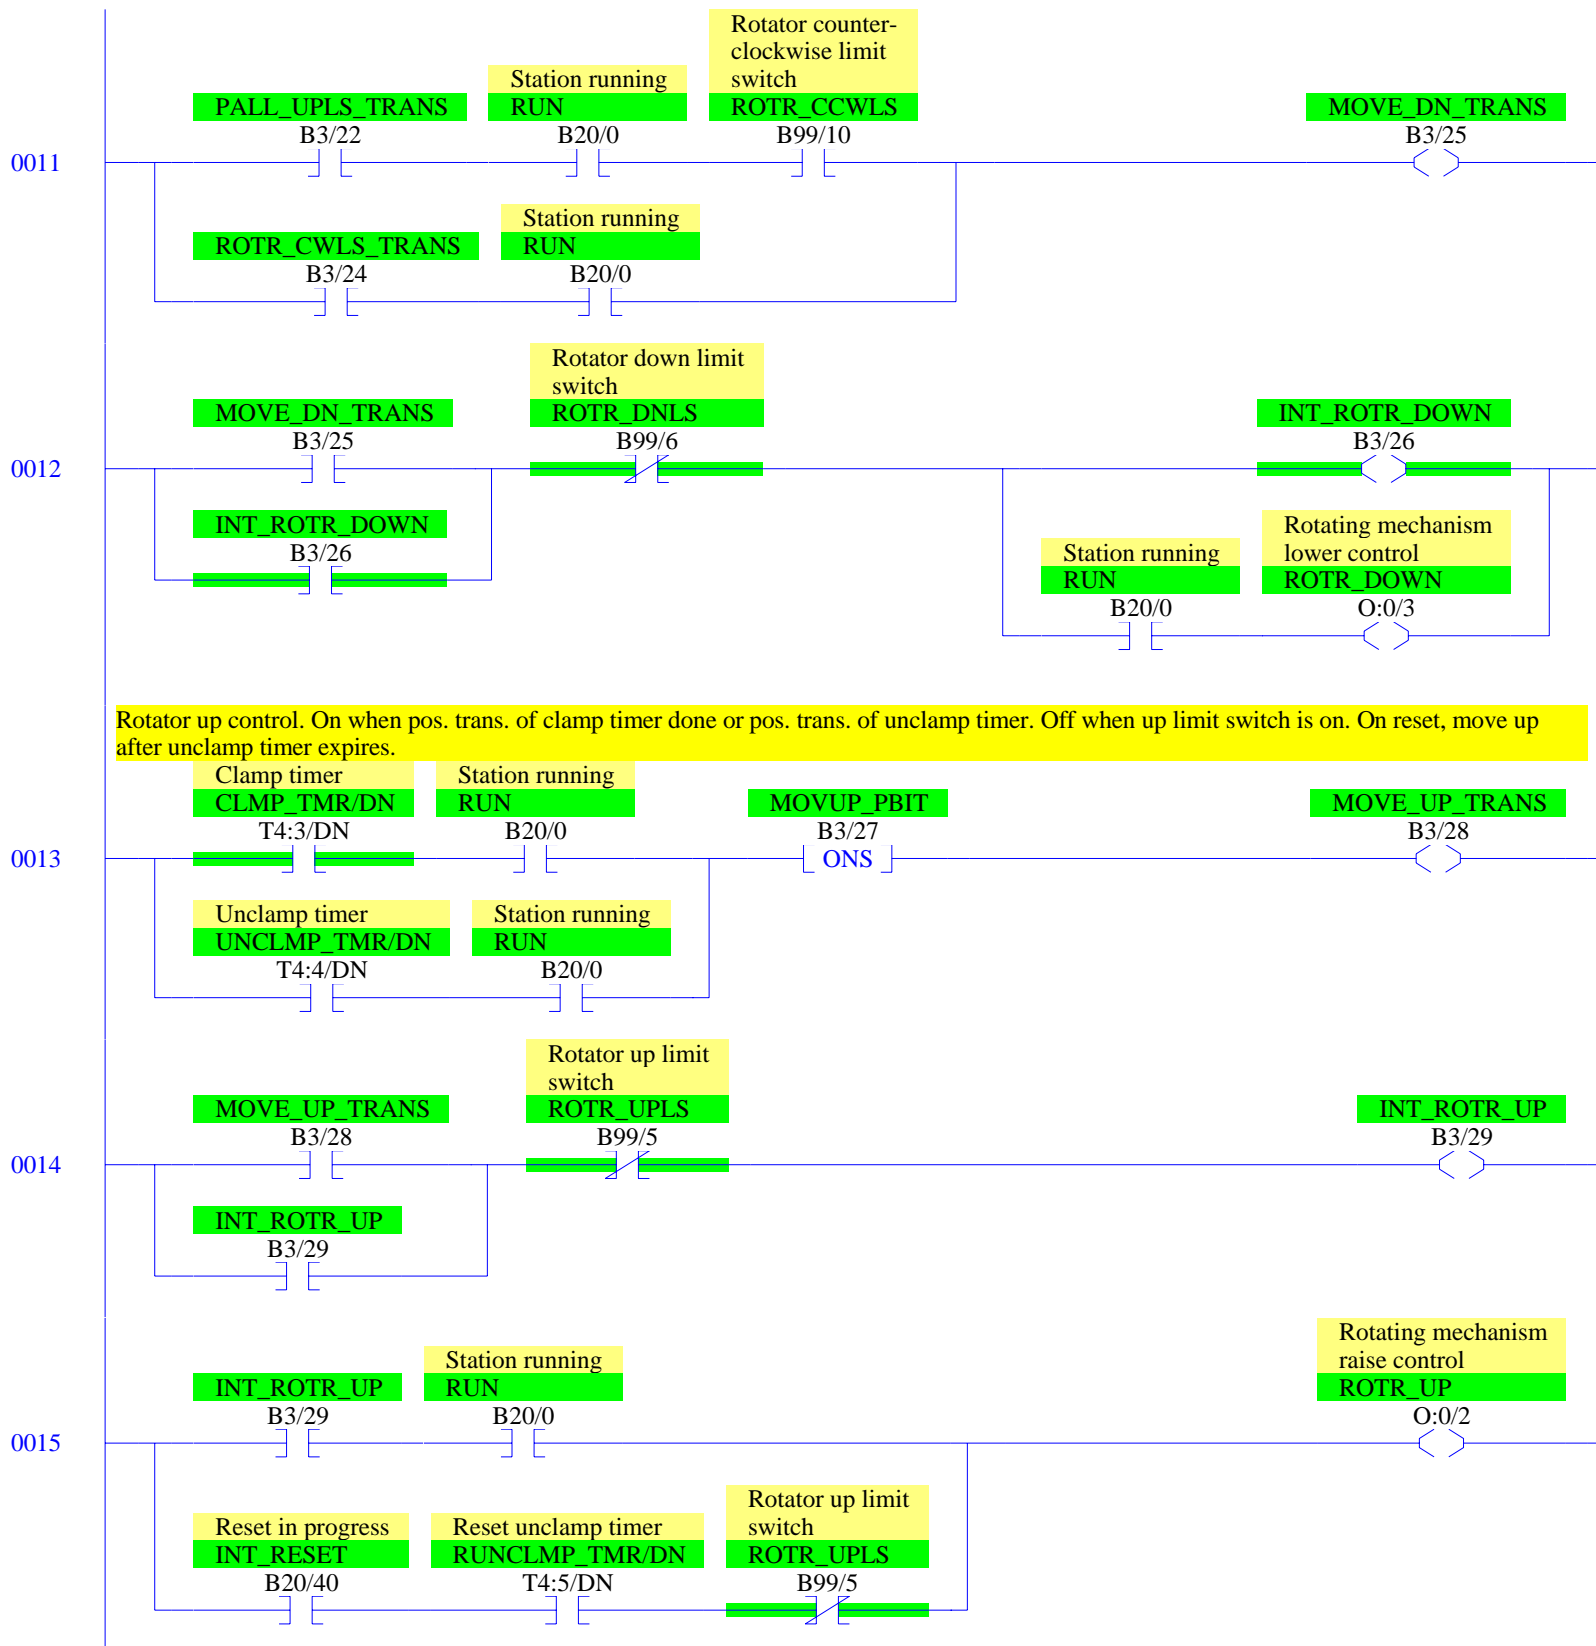 Rotator counter-
clockwise limit
Station running
switch
PALL_UPLS_TRANS
RUN
ROTR_CCWLS
MOVE_DN_TRANS
B3/22
B20/0
B99/10
B3/25
0011
Station running
ROTR_CWLS_TRANS
RUN
B3/24
B20/0
Rotator down limit
switch
MOVE_DN_TRANS
ROTR_DNLS
INT_ROTR_DOWN
B3/25
B99/6
B3/26
0012
INT_ROTR_DOWN
Rotating mechanism
B3/26
Station running
lower control
RUN
ROTR_DOWN
B20/0
O:0/3
Rotator up control. On when pos. trans. of clamp timer done or pos. trans. of unclamp timer. Off when up limit switch is on. On reset, move up
after unclamp timer expires.
Clamp timer
Station running
CLMP_TMR/DN
RUN
MOVUP_PBIT
MOVE_UP_TRANS
T4:3/DN
B20/0
B3/27
B3/28
0013
ONS
Unclamp timer
Station running
UNCLMP_TMR/DN
RUN
T4:4/DN
B20/0
Rotator up limit
switch
MOVE_UP_TRANS
ROTR_UPLS
INT_ROTR_UP
B3/28
B99/5
B3/29
0014
INT_ROTR_UP
B3/29
Rotating mechanism
Station running
raise control
INT_ROTR_UP
RUN
ROTR_UP
B3/29
B20/0
O:0/2
0015
Rotator up limit
Reset in progress
Reset unclamp timer
switch
INT_RESET
RUNCLMP_TMR/DN
ROTR_UPLS
B20/40
T4:5/DN
B99/5